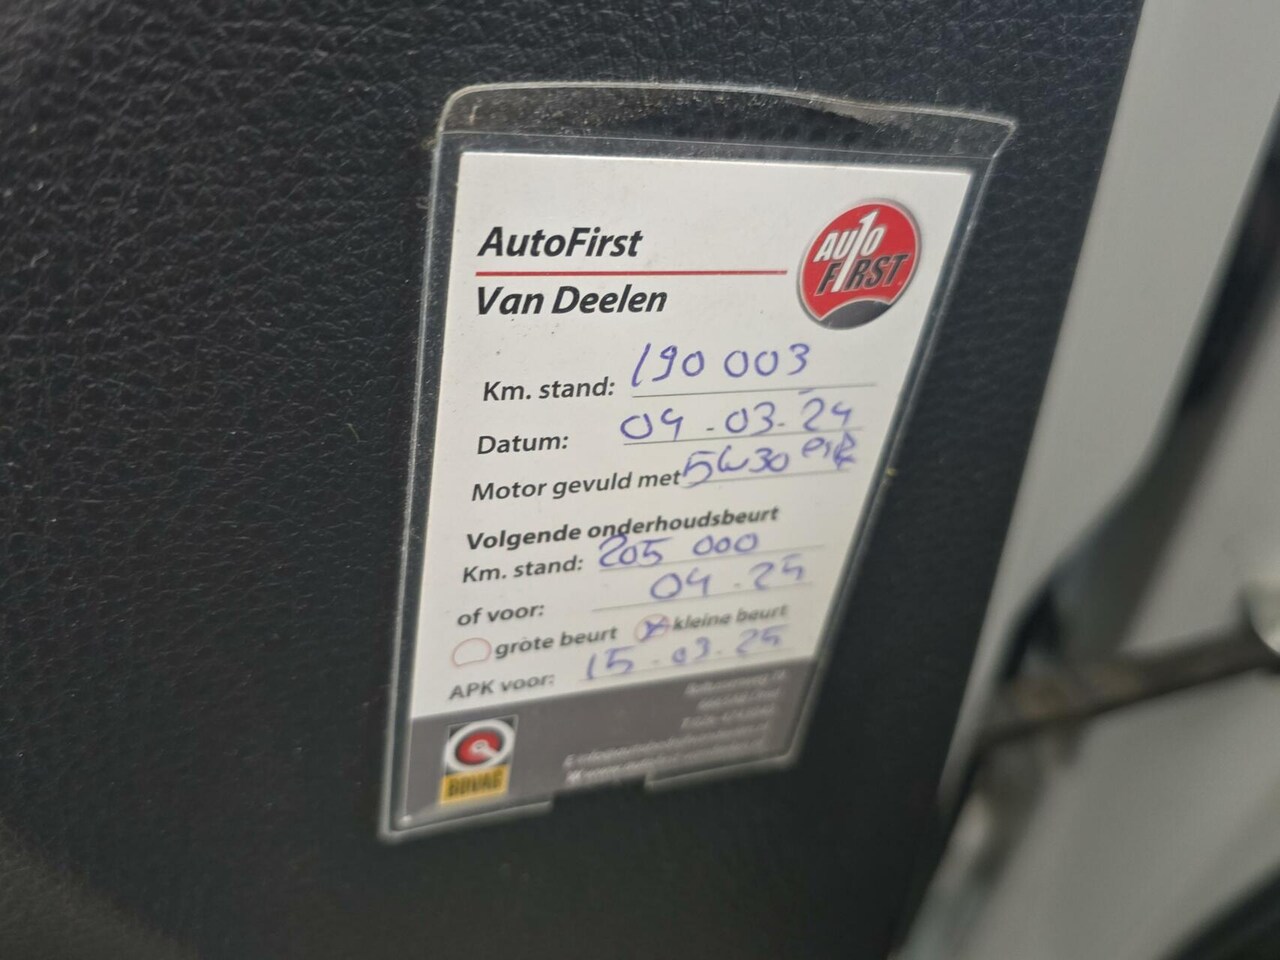 AutoFirst
Van Deelen
AUTO
FIRST
Km. stand: 190 003
Datum: 04-03-24
Motor gevuld met 5W30
Volgende onderhoudsbeurt
Km. stand: 205 000
of voor: 04-25
grote beurt kleine beurt
APK voor: 15-03-25
BOVAG